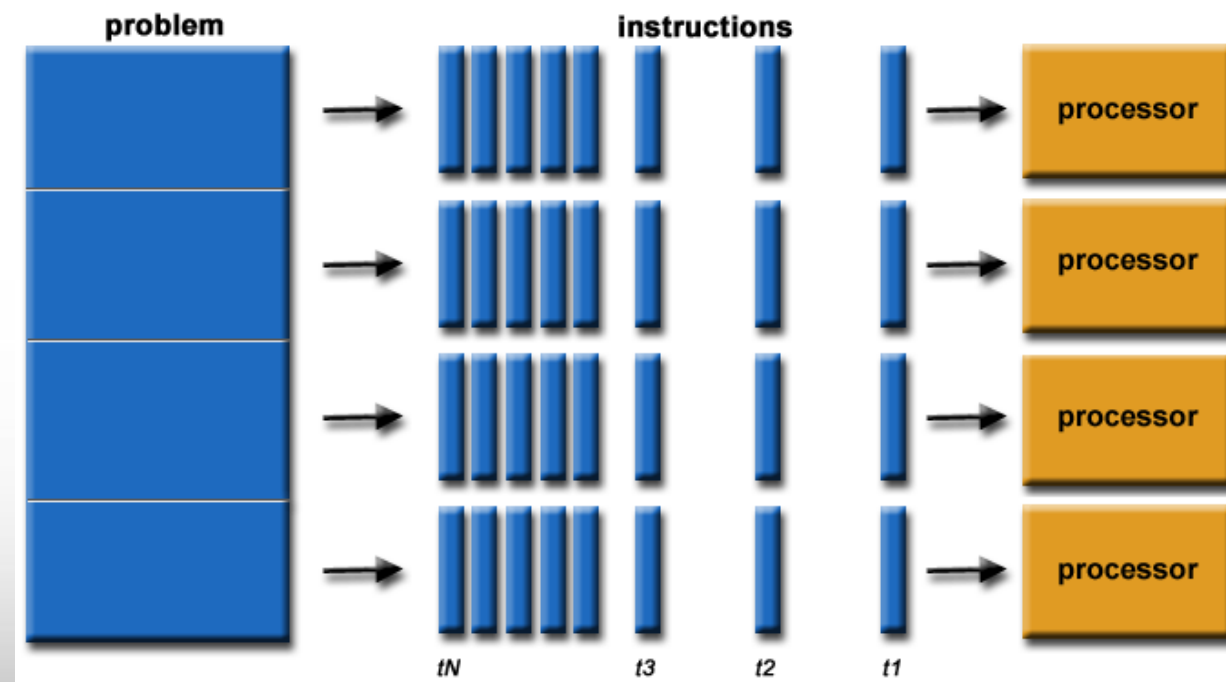 problem
instructions
processor
processor
processor
processor
tN t3 t2 t1